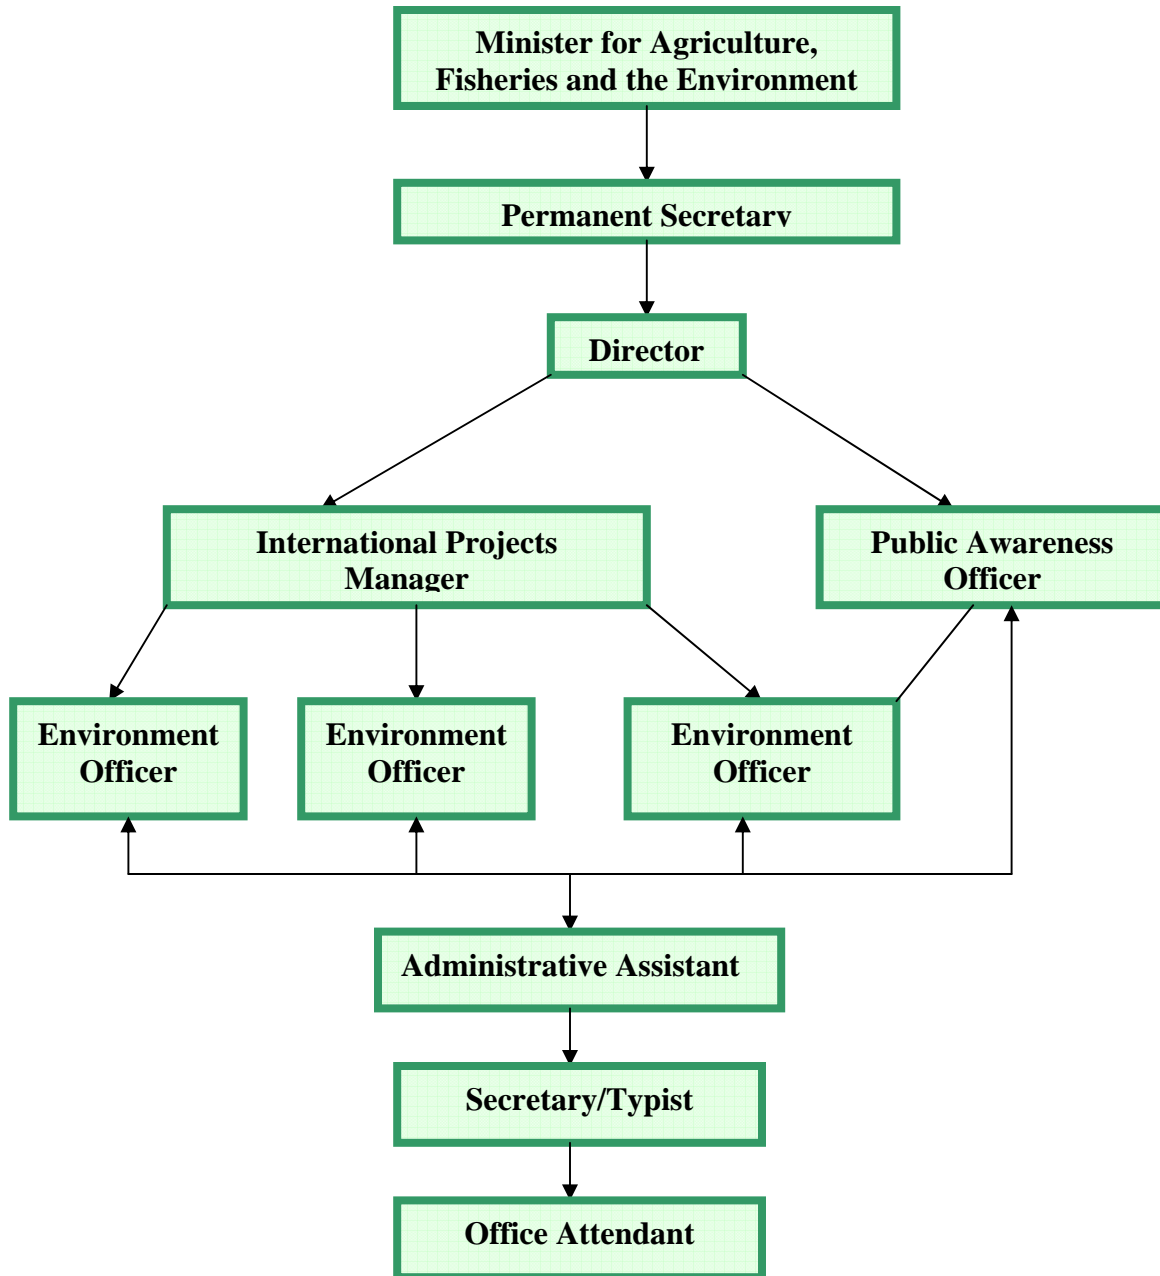 Minister for Agriculture,
Fisheries and the Environment
Permanent Secretary
Director
International Projects
Manager
Public Awareness
Officer
Environment
Officer
Environment
Officer
Environment
Officer
Administrative Assistant
Secretary/Typist
Office Attendant